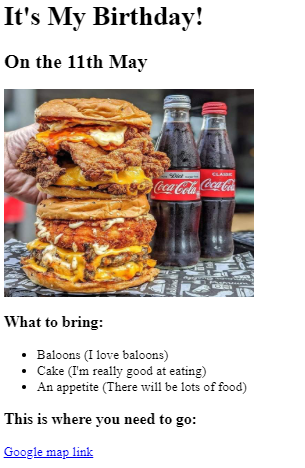 It's My Birthday!
On the 11th May
Diet
Coca-Cola
CLASSIC
Coca-Cola
What to bring:
Baloons (I love baloons)
Cake (I'm really good at eating)
An appetite (There will be lots of food)
This is where you need to go:
Google map link